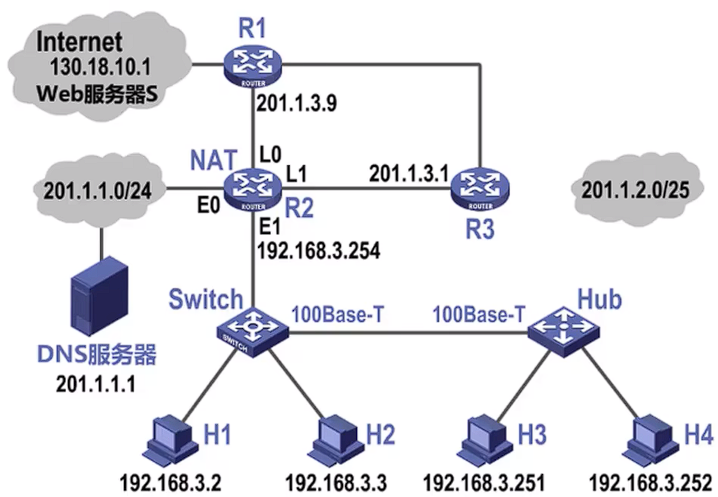 Internet
130.18.10.1
Web服务器S
R1
ROUTER
201.1.3.9
NAT
L0
L1
201.1.3.1
201.1.1.0/24
E0
ROUTER
R2
ROUTER
R3
201.1.2.0/25
E1
192.168.3.254
Switch
100Base-T
100Base-T
Hub
SWITCH
DNS服务器
201.1.1.1
H1
H2
H3
H4
192.168.3.2
192.168.3.3
192.168.3.251
192.168.3.252